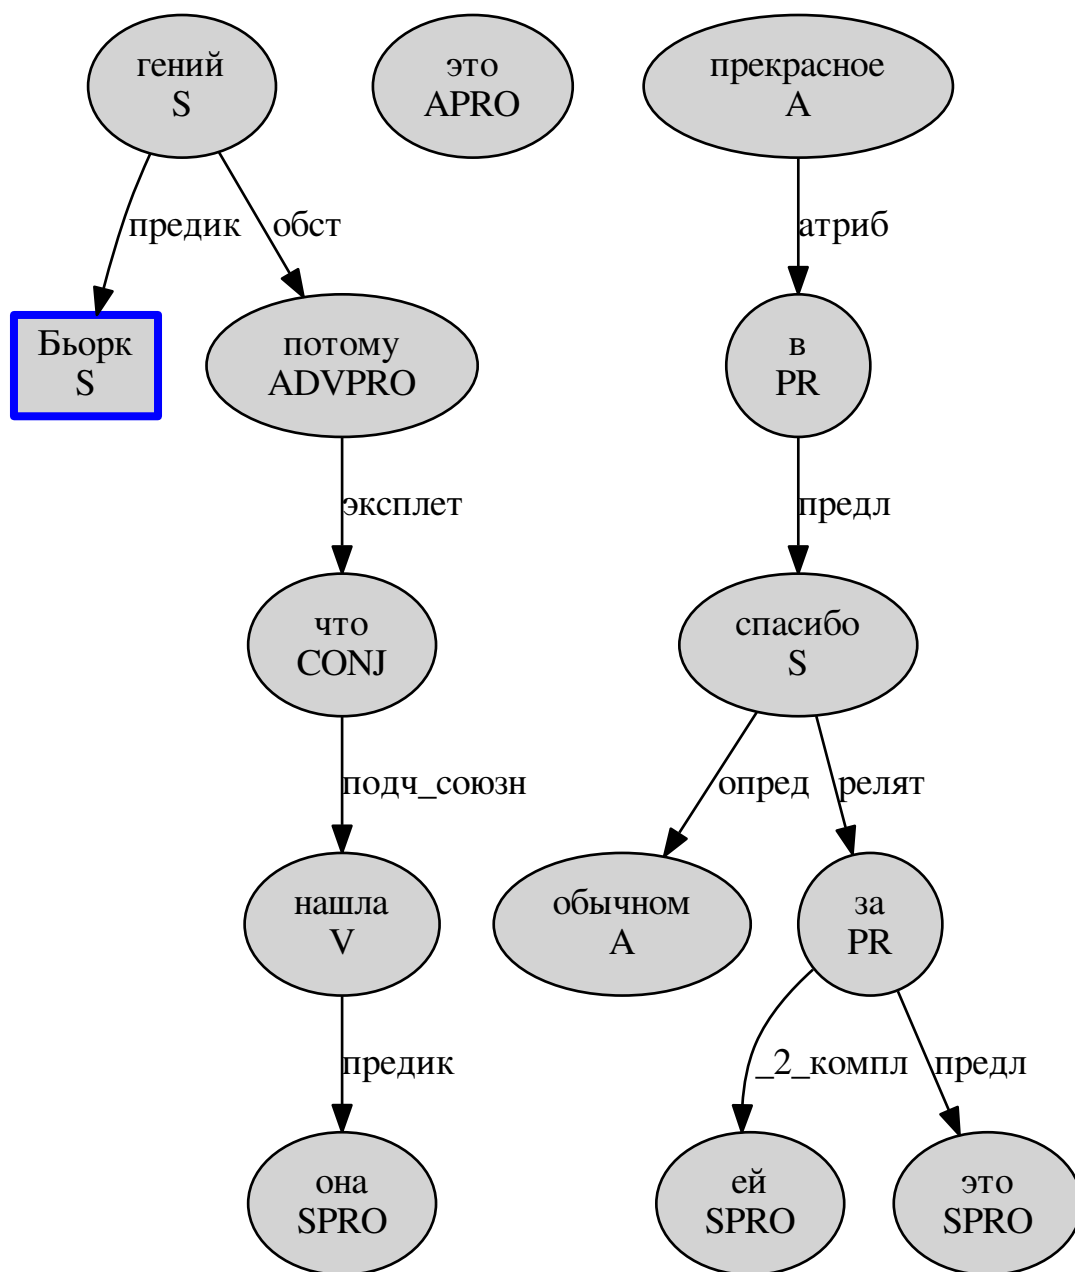 гений
S
это
APRO
прекрасное
A
предик
обст
атриб
Бьорк
S
потому
ADVPRO
в
PR
эксплет
предл
что
CONJ
спасибо
S
подч_союзн
опред
релят
нашла
V
обычном
A
за
PR
предик
_2_компл
предл
она
SPRO
ей
SPRO
это
SPRO